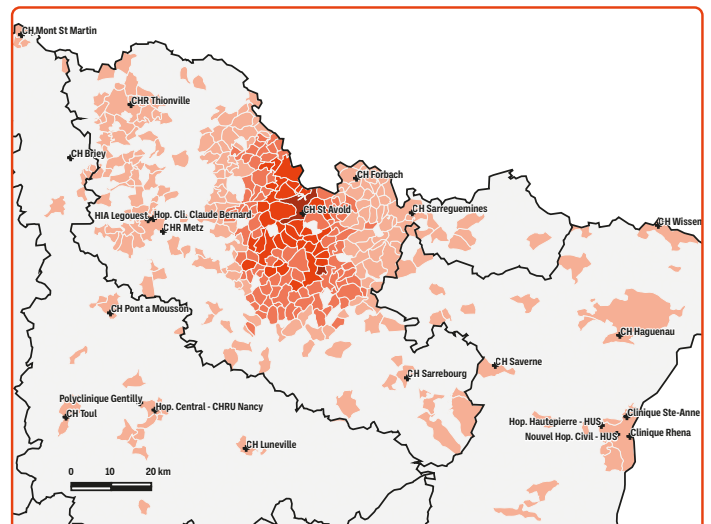 CH Mont St Martin
CHR Thionville
CH Briey
CH Forbach
HIA Legouest
Hop. Cli. Claude Bernard
CH St-Avold
CH Sarreguemines
CHR Metz
CH Wissem
CH Pont a Mousson
CH Haguenau
CH Saverne
CH Sarrebourg
Polyclinique Gentilly
Hop. Central - CHRU Nancy
CH Toul
Clinique Ste-Anne
Hop. Hautepierre - HUS
Nouvel Hop. Civil - HUS
Clinique Rhena
CH Luneville
0 10 20 km